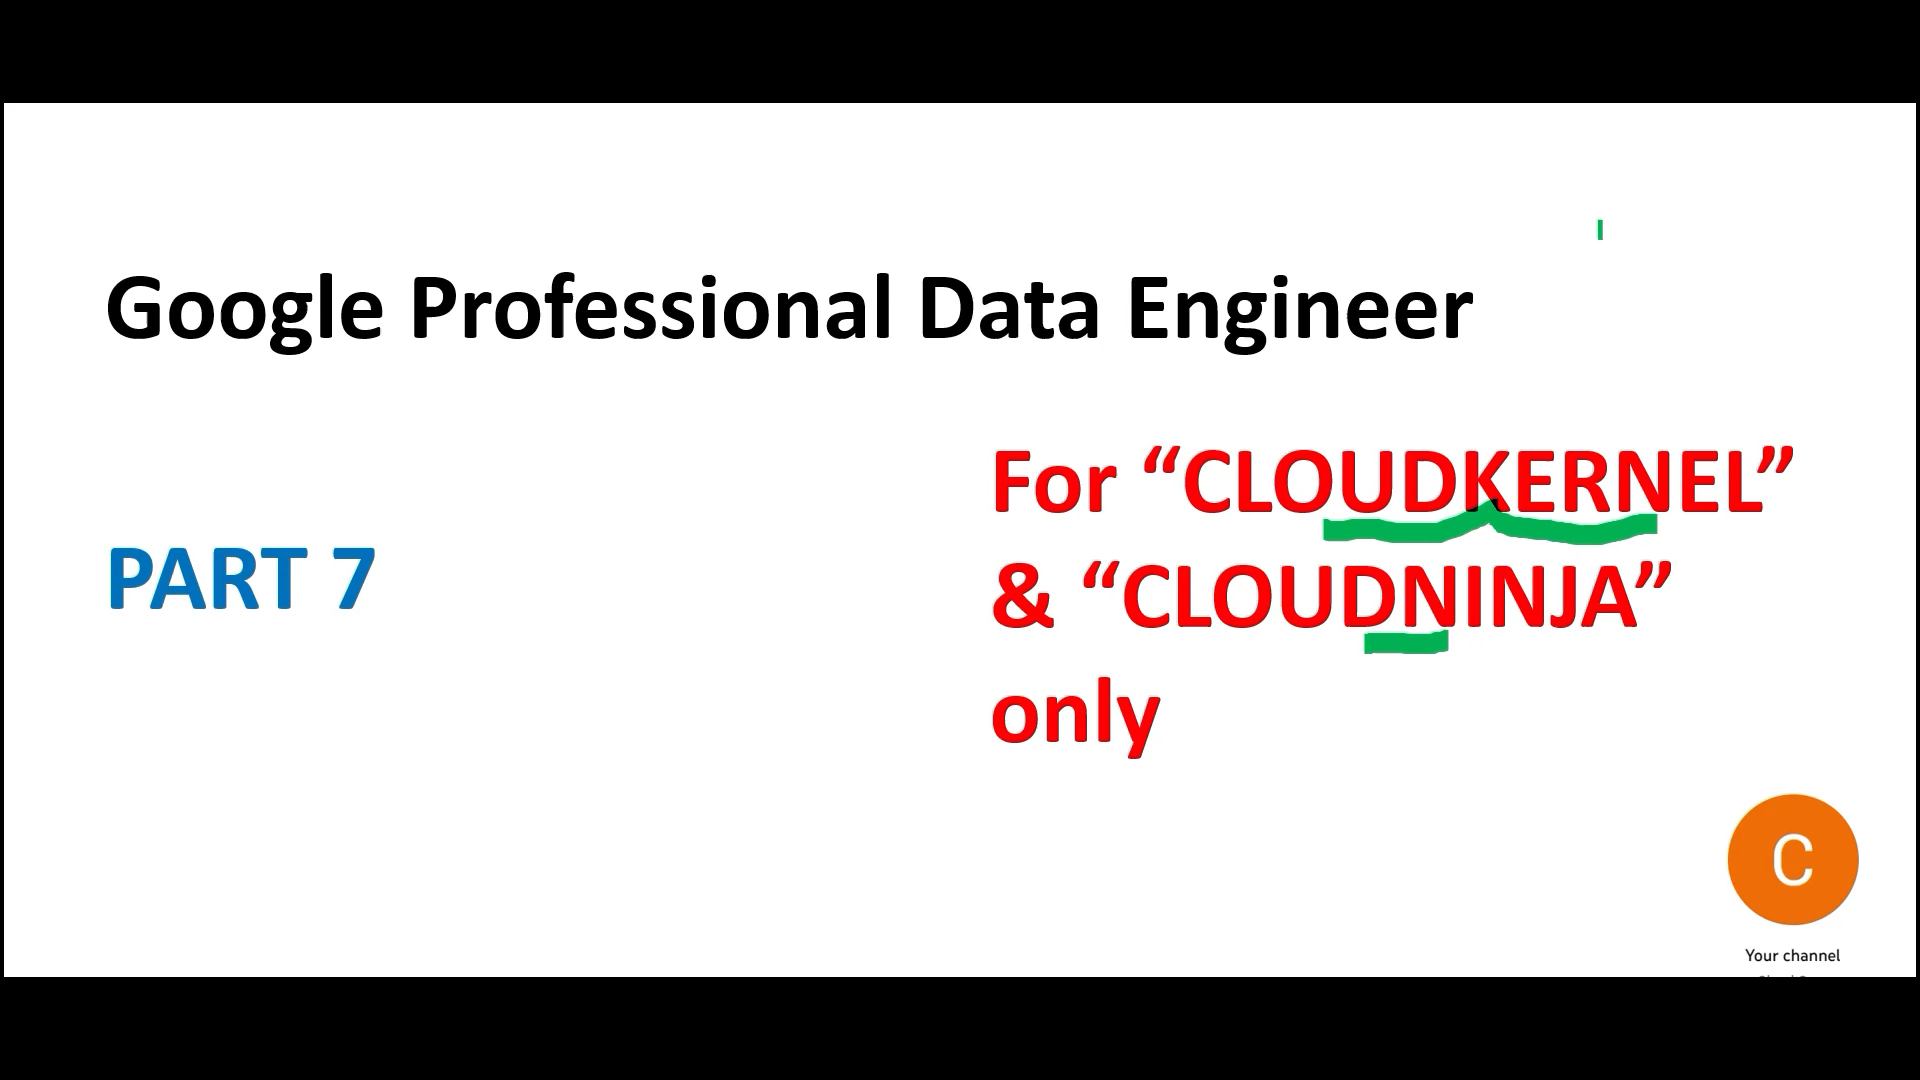 Google Professional Data Engineer
For “CLOUDKERNEL”
& “CLOUDNINJA”
only
PART 7
C
Your channel